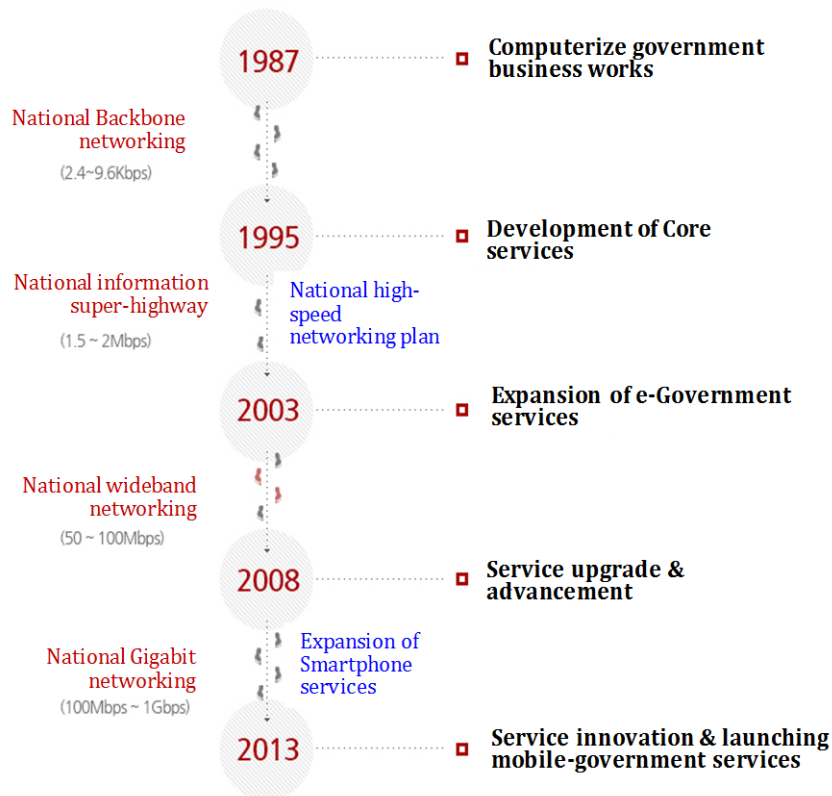 1987
Computerize government
business works
National Backbone
networking
(2.4~9.6Kbps)
1995
Development of Core
services
National information
super-highway
(1.5 ~ 2Mbps)
National high-
speed
networking plan
2003
Expansion of e-Government
services
National wideband
networking
(50 ~ 100Mbps)
2008
Service upgrade &
advancement
National Gigabit
networking
(100Mbps ~ 1Gbps)
Expansion of
Smartphone
services
2013
Service innovation & launching
mobile-government services